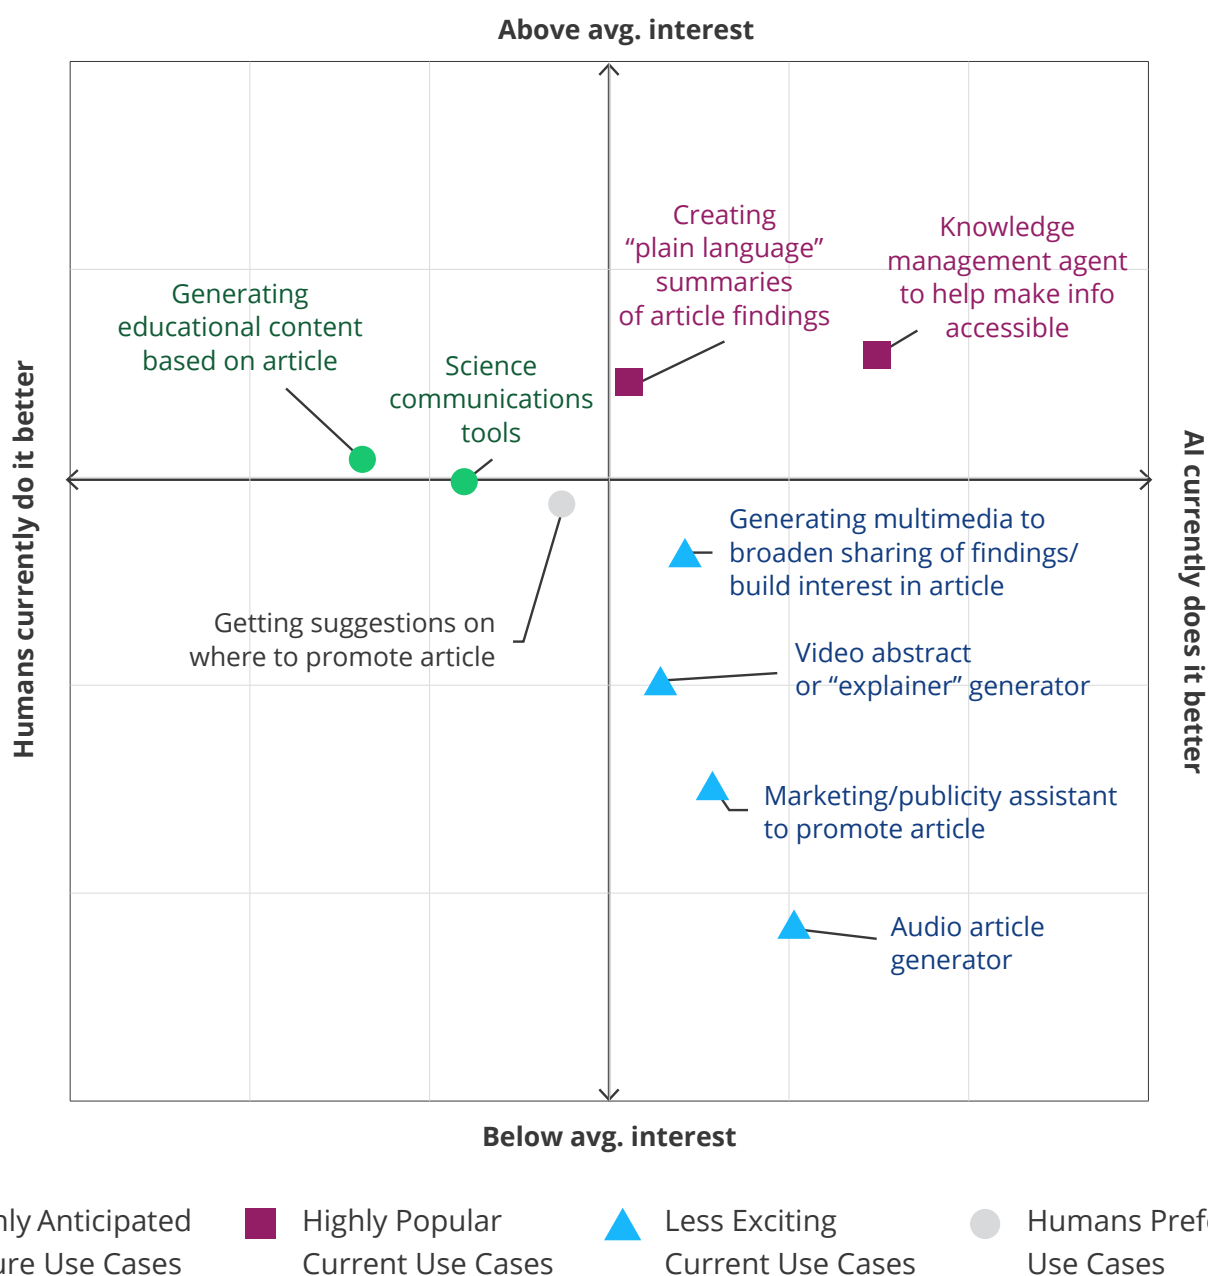 Above avg. interest
Creating
“plain language”
summaries
of article findings
Knowledge
management agent
to help make info
accessible
Generating
educational content
based on article
Science
communications
tools
Humans currently do it better
AI currently does it better
Generating multimedia to
broaden sharing of findings/
build interest in article
Getting suggestions on
where to promote article
Video abstract
or “explainer” generator
Marketing/publicity assistant
to promote article
Audio article
generator
Below avg. interest
Anticipated
Use Cases
Highly Popular
Current Use Cases
Less Exciting
Current Use Cases
Humans
Use Cases